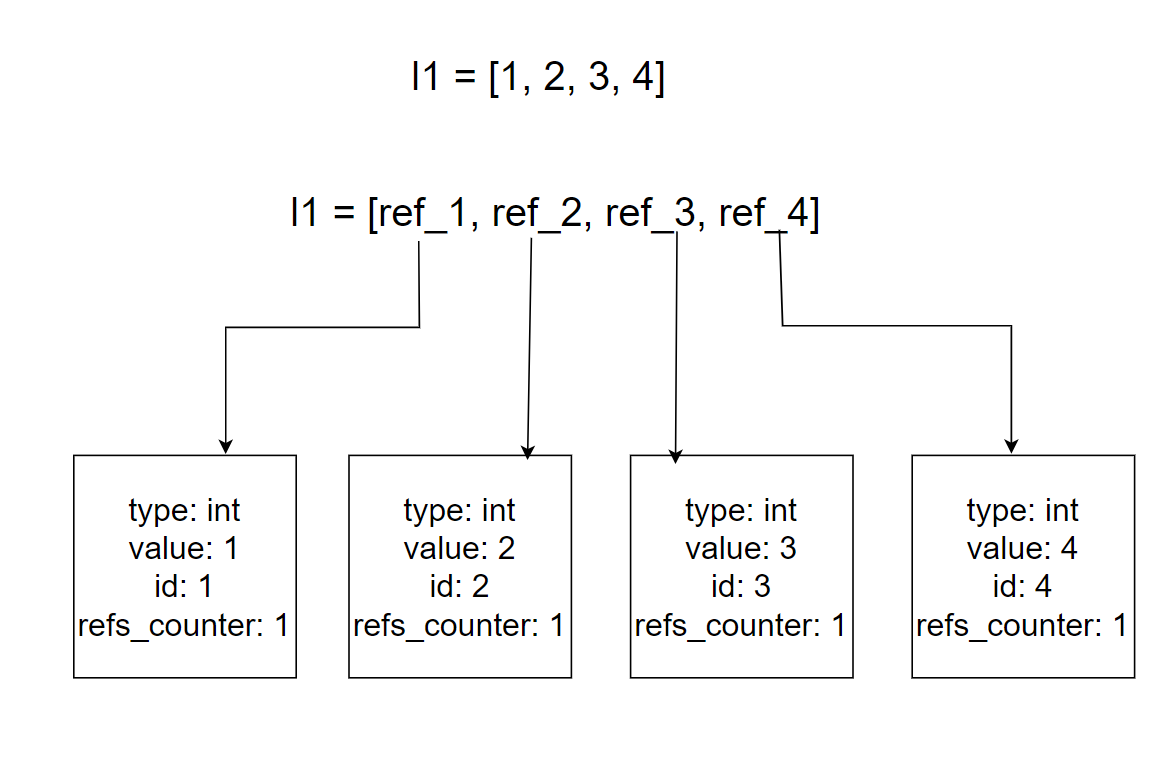 l1 = [1, 2, 3, 4]
l1 = [ref_1, ref_2, ref_3, ref_4]
type: int
value: 1
id: 1
refs_counter: 1
type: int
value: 2
id: 2
refs_counter: 1
type: int
value: 3
id: 3
refs_counter: 1
type: int
value: 4
id: 4
refs_counter: 1